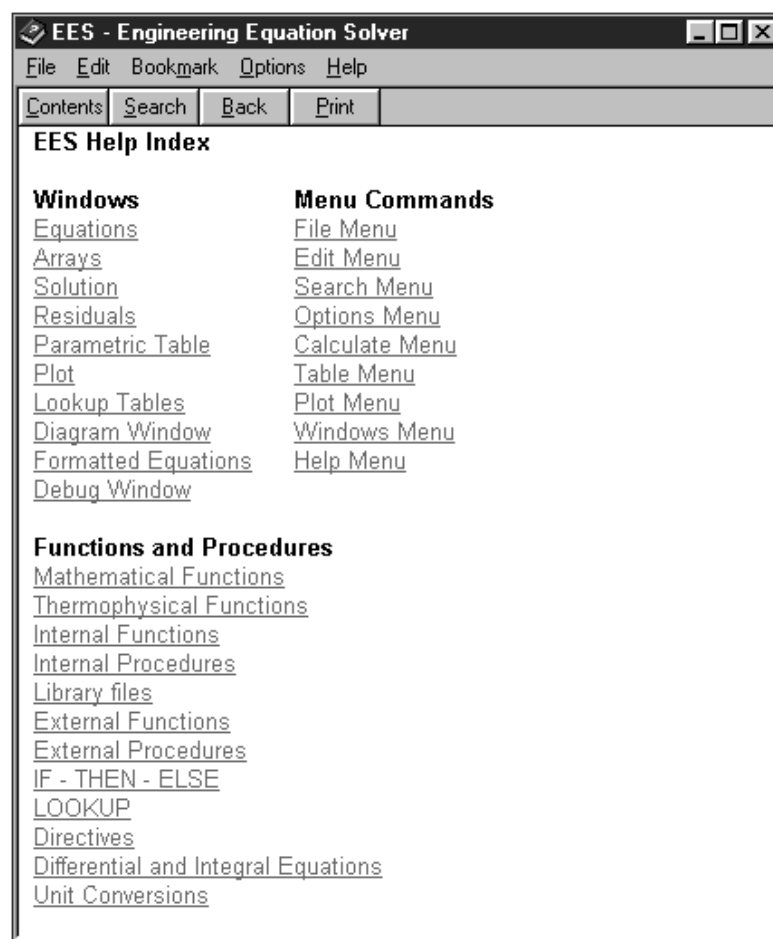 EES - Engineering Equation Solver
File Edit Bookmark Options Help
Contents Search Back Print
EES Help Index
Windows
Equations
Arrays
Solution
Residuals
Parametric Table
Plot
Lookup Tables
Diagram Window
Formatted Equations
Debug Window
Menu Commands
File Menu
Edit Menu
Search Menu
Options Menu
Calculate Menu
Table Menu
Plot Menu
Windows Menu
Help Menu
Functions and Procedures
Mathematical Functions
Thermophysical Functions
Internal Functions
Internal Procedures
Library files
External Functions
External Procedures
IF - THEN - ELSE
LOOKUP
Directives
Differential and Integral Equations
Unit Conversions